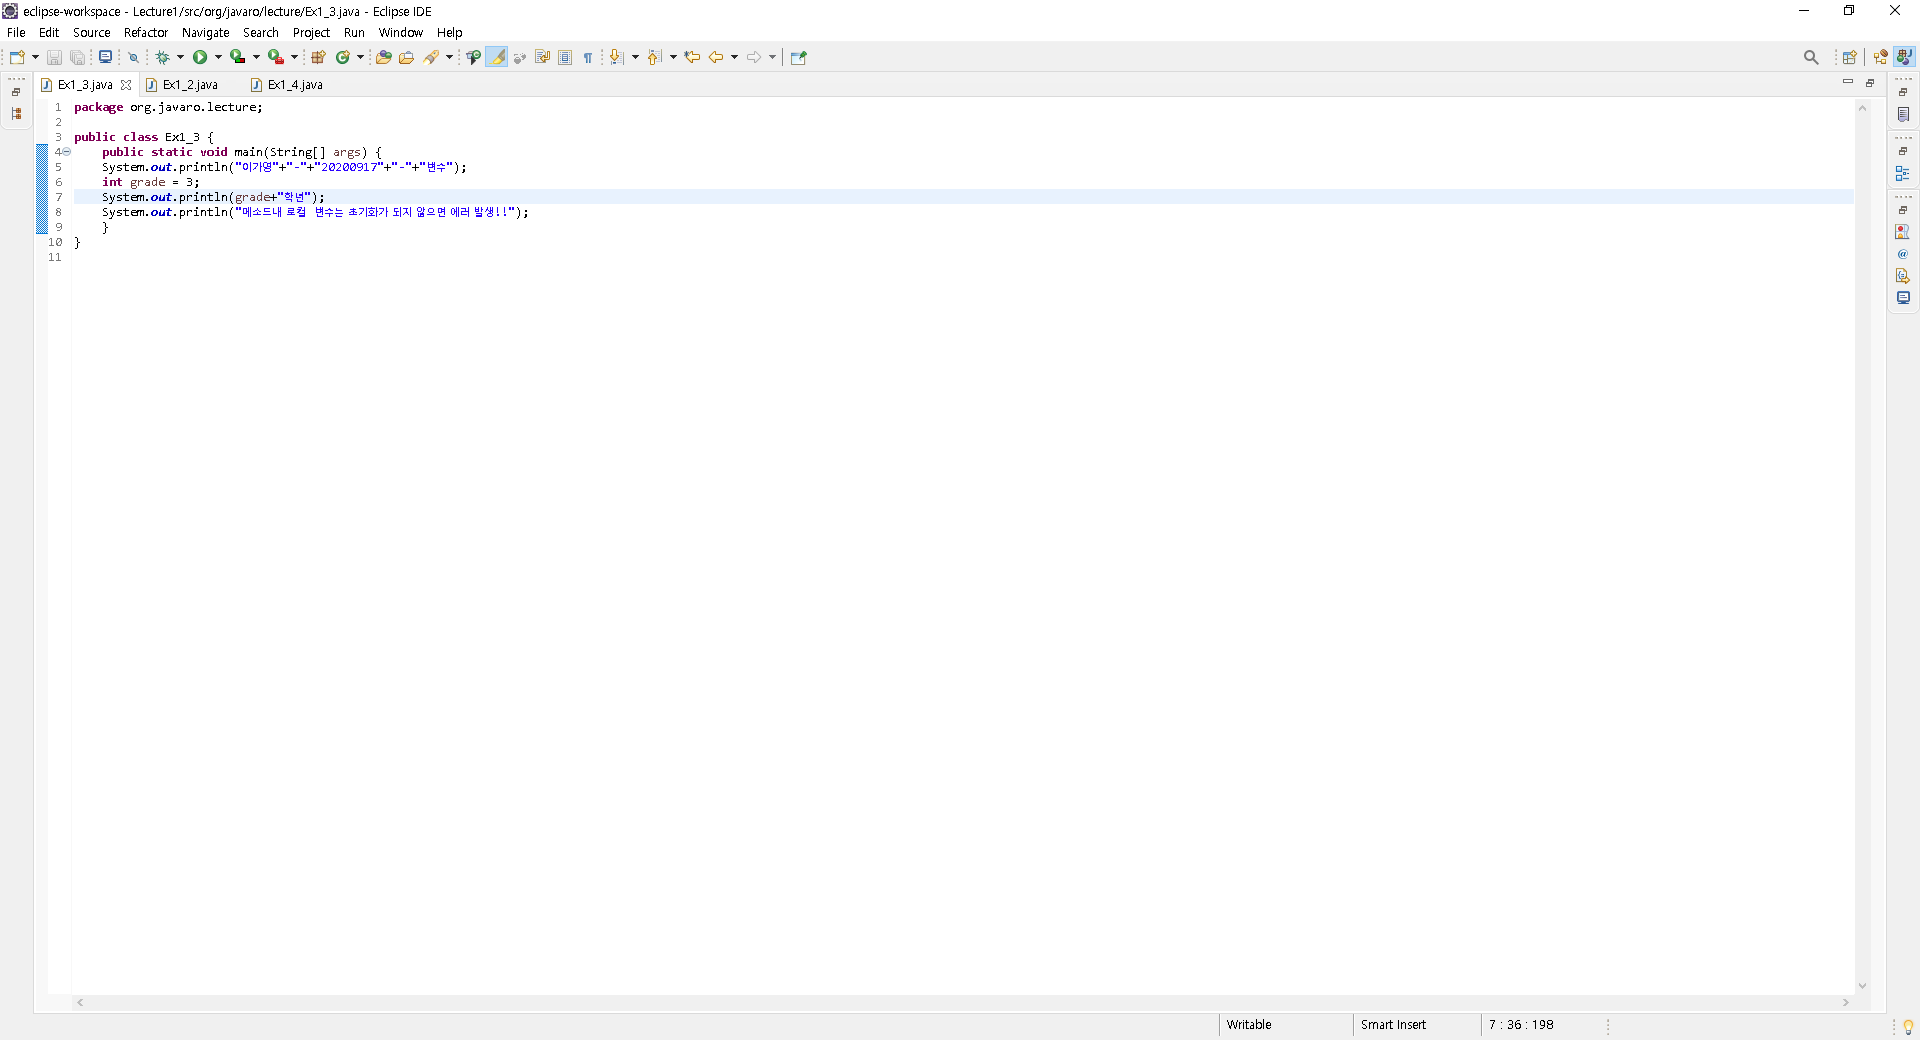 eclipse-workspace - Lecture1/src/org/javaro/lecture/Ex1_3.java - Eclipse IDE
File Edit Source Refactor Navigate Search Project Run Window Help
Ex1_3.java Ex1_2.java Ex1_4.java
1 package org.javaro.lecture;
2
3 public class Ex1_3 {
4 public static void main(String[] args) {
5 System.out.println("이가영"+"-"+"20200917"+"-"+"변수");
6 int grade = 3;
7 System.out.println(grade+"학년");
8 System.out.println("메소드내 로컬 변수는 초기화가 되지 않으면 에러 발생!!");
9 }
10 }
11
Writable Smart Insert 7 : 36 : 198